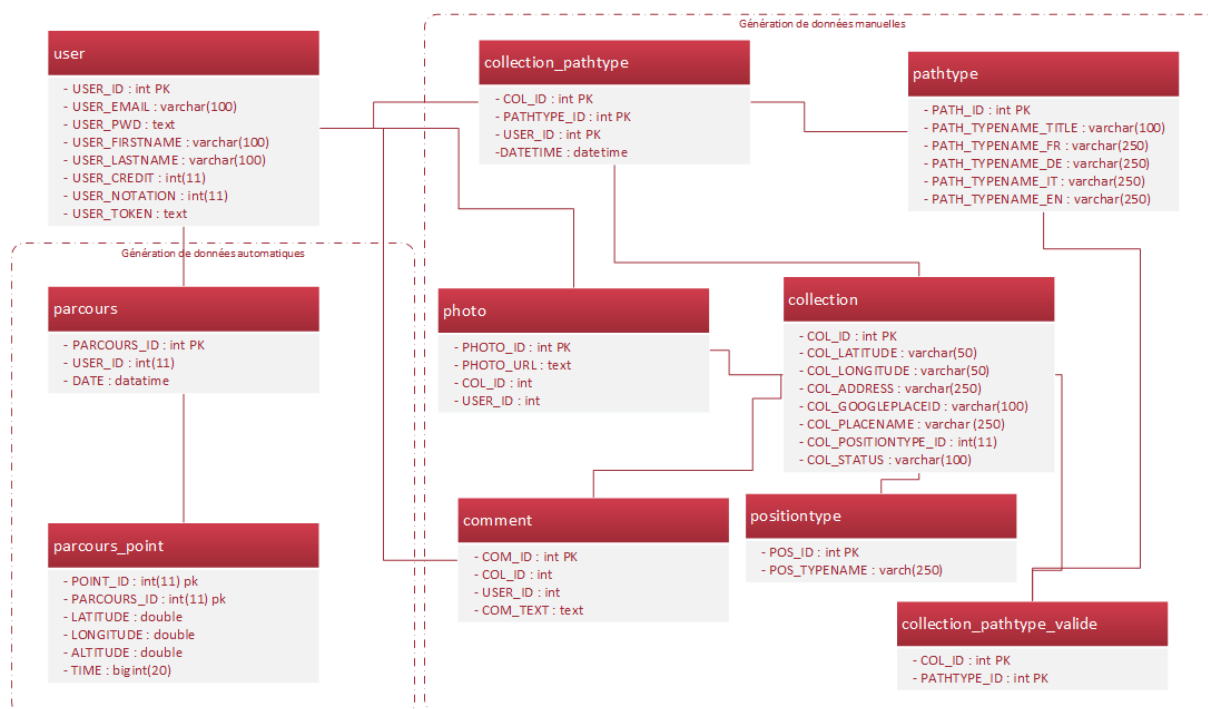 Génération de données manuelles
user
- USER_ID : int PK
- USER_EMAIL : varchar(100)
- USER_PWD : text
- USER_FIRSTNAME : varchar(100)
- USER_LASTNAME : varchar(100)
- USER_CREDIT : int(11)
- USER_NOTATION : int(11)
- USER_TOKEN : text
collection_pathtype
- COL_ID : int PK
- PATHTYPE_ID : int PK
- USER_ID : int PK
-DATETIME : datetime
pathtype
- PATH_ID : int PK
- PATH_TYPENAME_TITLE : varchar(100)
- PATH_TYPENAME_FR : varchar(250)
- PATH_TYPENAME_DE : varchar(250)
- PATH_TYPENAME_IT : varchar(250)
- PATH_TYPENAME_EN : varchar(250)
Génération de données automatiques
parcours
- PARCOURS_ID : int PK
- USER_ID : int(11)
- DATE : datatime
photo
- PHOTO_ID : int PK
- PHOTO_URL : text
- COL_ID : int
- USER_ID : int
collection
- COL_ID : int PK
- COL_LATITUDE : varchar(50)
- COL_LONGITUDE : varchar(50)
- COL_ADDRESS : varchar(250)
- COL_GOOGLEPLACEID : varchar(100)
- COL_PLACENAME : varchar (250)
- COL_POSITIONTYPE_ID : int(11)
- COL_STATUS : varchar(100)
parcours_point
- POINT_ID : int(11) pk
- PARCOURS_ID : int(11) pk
- LATITUDE : double
- LONGITUDE : double
- ALTITUDE : double
- TIME : bigint(20)
comment
- COM_ID : int PK
- COL_ID : int
- USER_ID : int
- COM_TEXT : text
positiontype
- POS_ID : int PK
- POS_TYPENAME : varch(250)
collection_pathtype_valide
- COL_ID : int PK
- PATHTYPE_ID : int PK